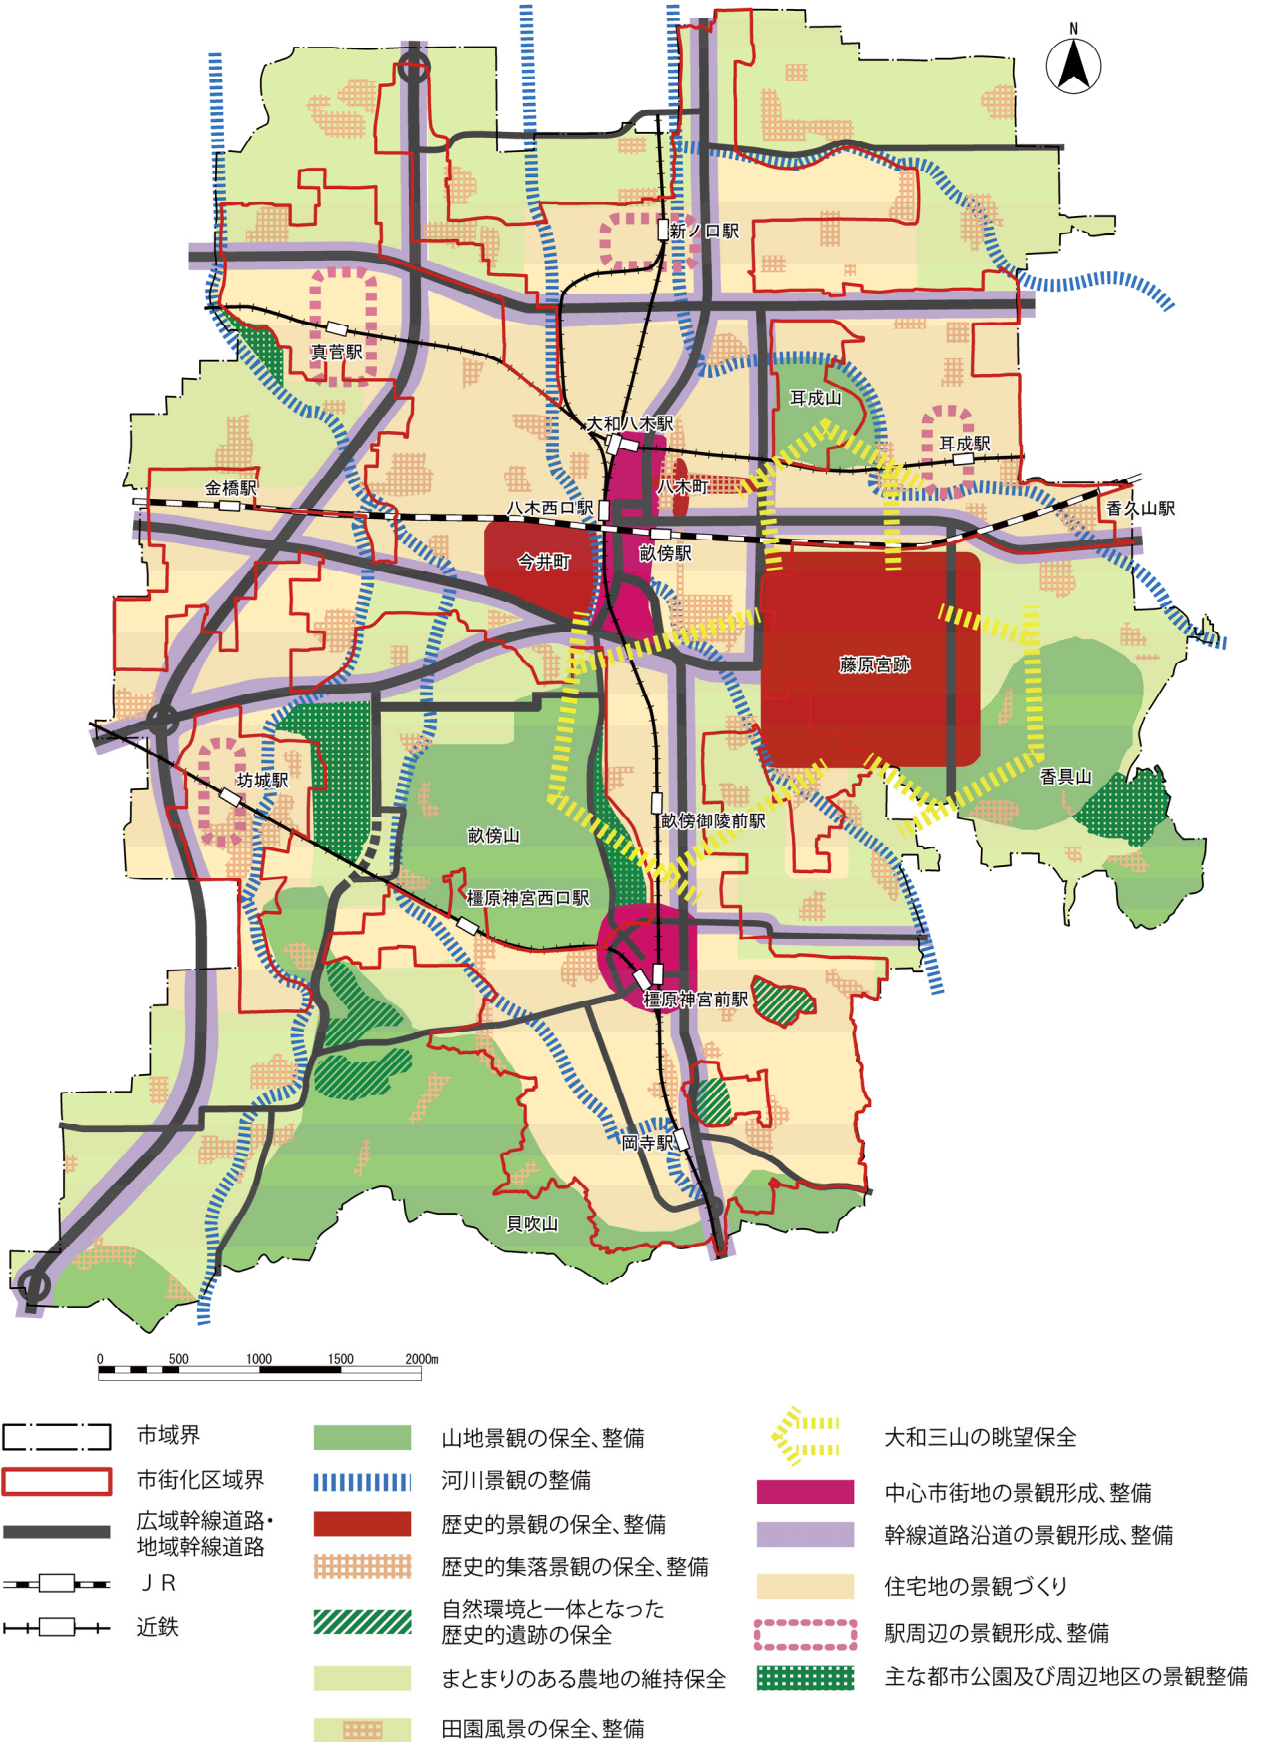 N
新ノ口駅
真菅駅
耳成山
大和八木駅
耳成駅
金橋駅
八木町
八木西口駅
香久山駅
畝傍駅
今井町
藤原宮跡
坊城駅
香具山
畝傍御陵前駅
畝傍山
橿原神宮西口駅
橿原神宮前駅
岡寺駅
貝吹山
0 500 1000 1500 2000m
市域界
市街化区域界
広域幹線道路・
地域幹線道路
JR
近鉄
山地景観の保全、整備
河川景観の整備
歴史的景観の保全、整備
歴史的集落景観の保全、整備
自然環境と一体となった
歴史的遺跡の保全
まとまりのある農地の維持保全
田園風景の保全、整備
大和三山の眺望保全
中心市街地の景観形成、整備
幹線道路沿道の景観形成、整備
住宅地の景観づくり
駅周辺の景観形成、整備
主な都市公園及び周辺地区の景観整備